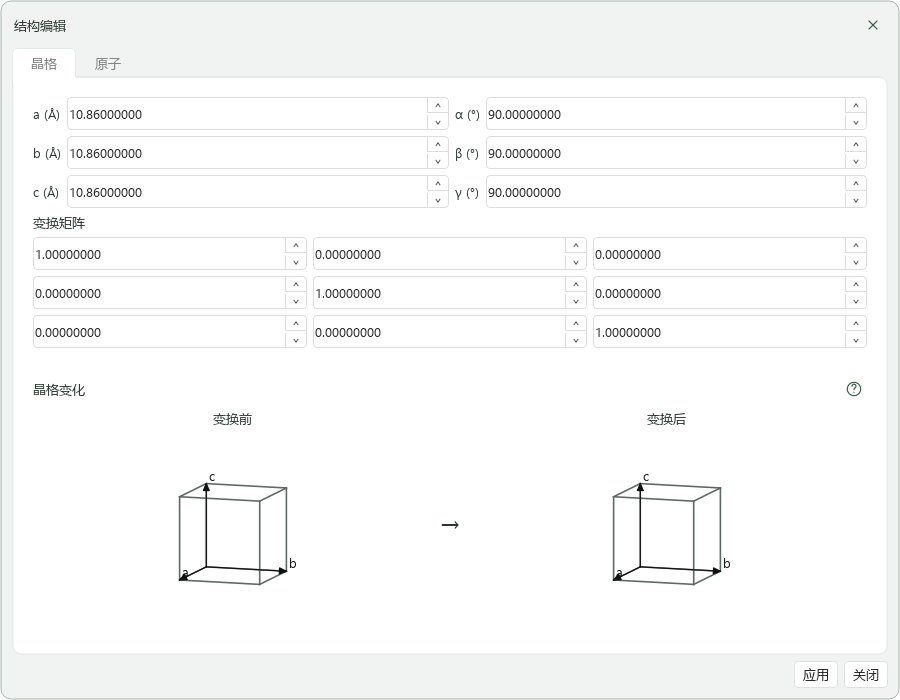 结构编辑
晶格 原子
a (Å) 10.86000000 α (°) 90.00000000
b (Å) 10.86000000 β (°) 90.00000000
c (Å) 10.86000000 γ (°) 90.00000000
变换矩阵
1.00000000 0.00000000 0.00000000
0.00000000 1.00000000 0.00000000
0.00000000 0.00000000 1.00000000
晶格变化
变换前 变换后
c c
b b
a a
应用 关闭